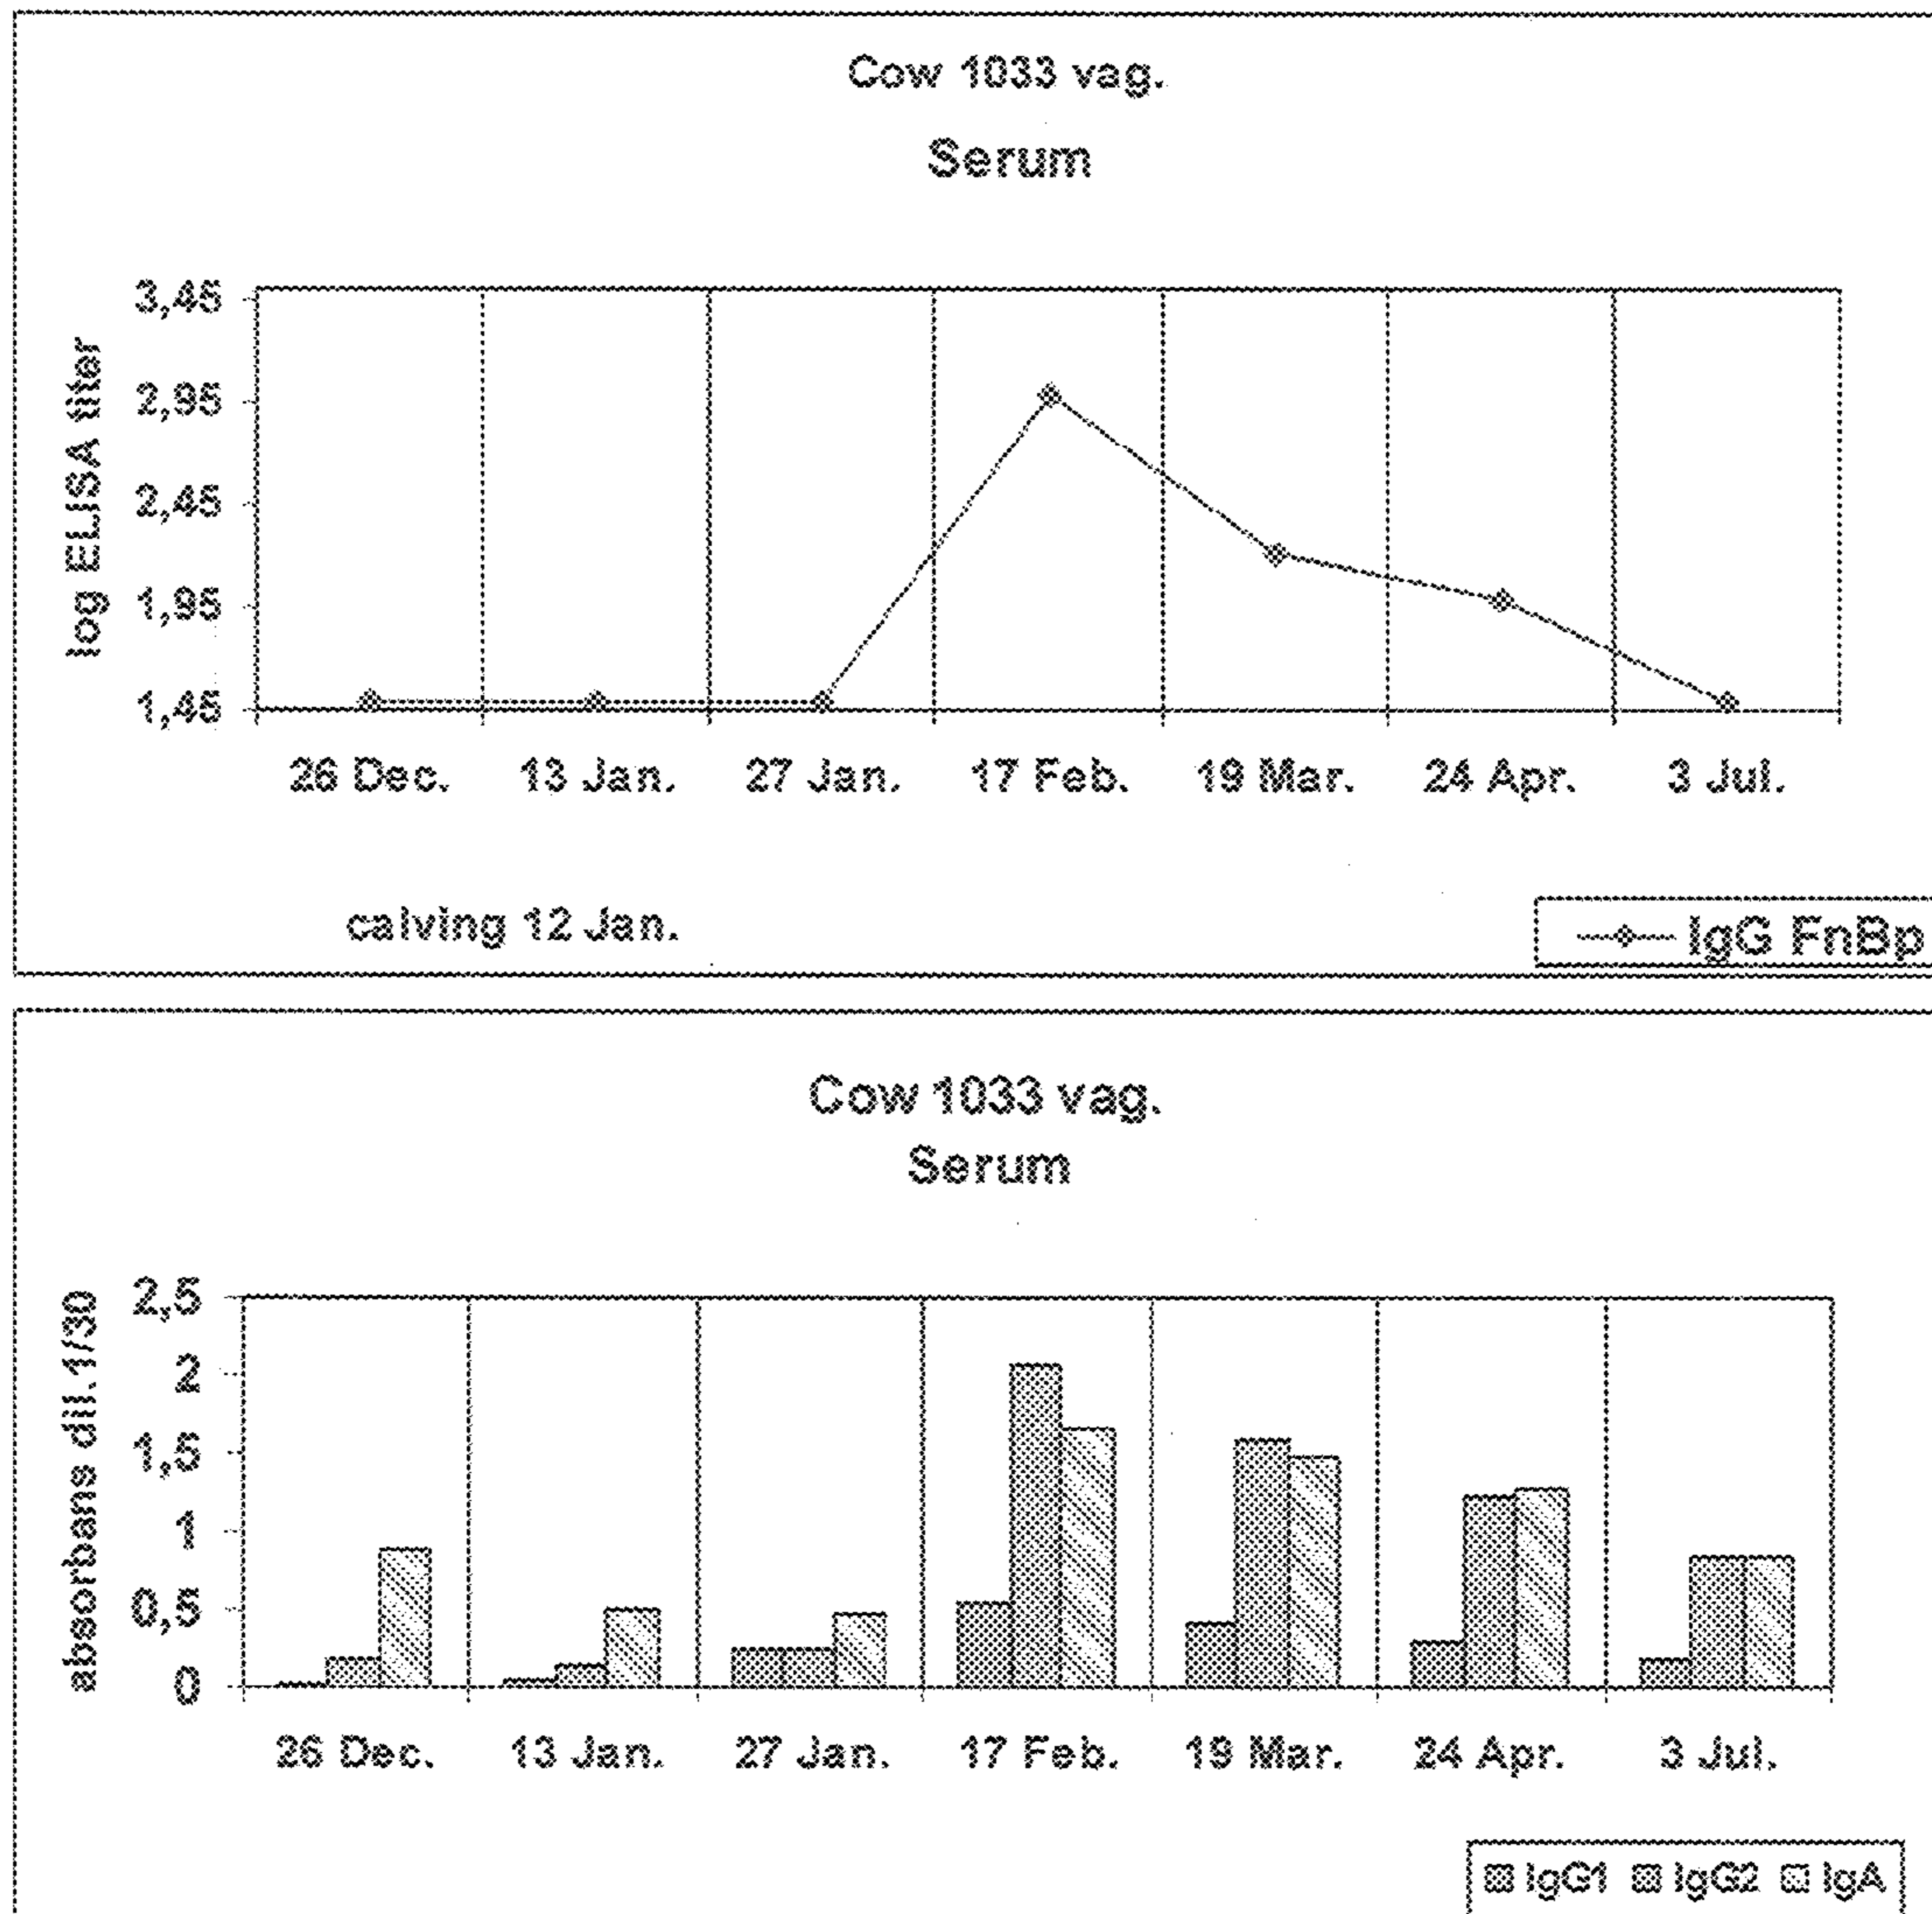 Cow 1033 vag.
Serum
log ELISA titer
3,45
2,95
2,45
1,95
1,45
26 Dec. 13 Jan. 27 Jan. 17 Feb. 19 Mar. 24 Apr. 3 Jul.
calving 12 Jan.
IgG FnBp
Cow 1033 vag.
Serum
absorbans dil.1/30
2,5
2
1,5
1
0,5
0
26 Dec. 13 Jan. 27 Jan. 17 Feb. 19 Mar. 24 Apr. 3 Jul.
IgG1 IgG2 IgA